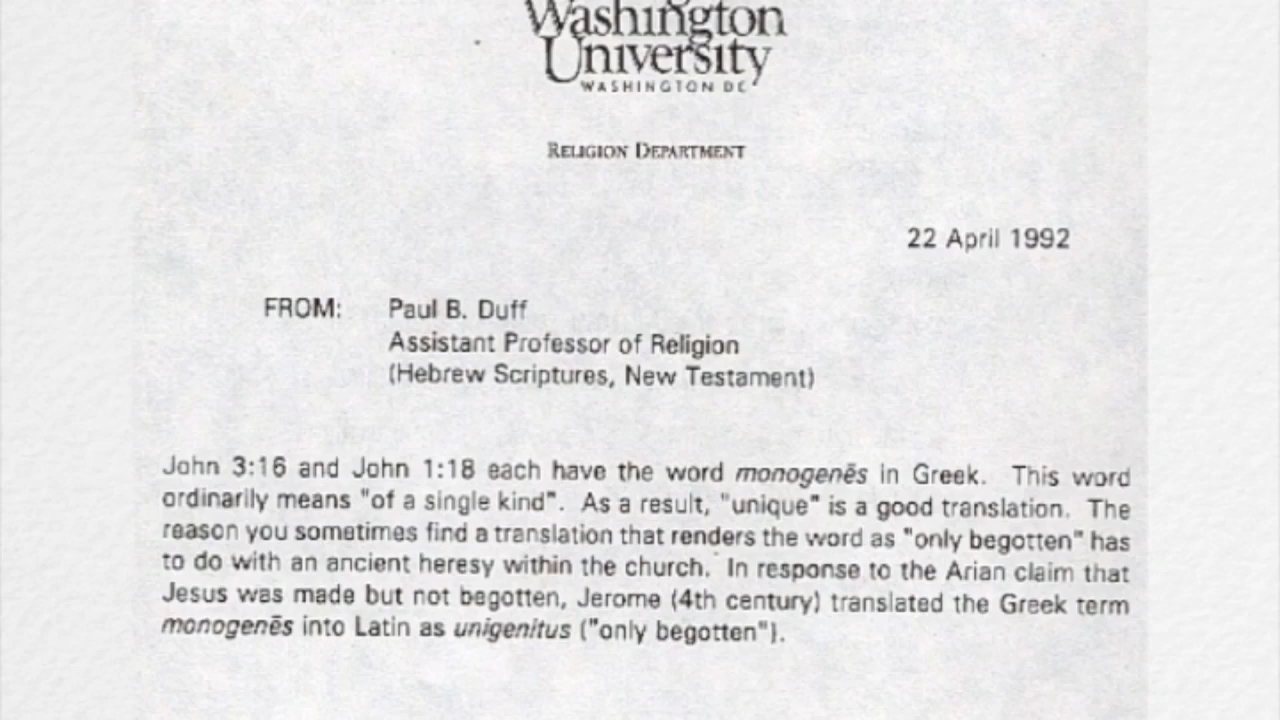 Washington
University
WASHINGTON DC
RELIGION DEPARTMENT
22 April 1992
FROM: Paul B. Duff
Assistant Professor of Religion
(Hebrew Scriptures, New Testament)
John 3:16 and John 1:18 each have the word monogenēs in Greek. This word
ordinarily means "of a single kind". As a result, "unique" is a good translation. The
reason you sometimes find a translation that renders the word as "only begotten" has
to do with an ancient heresy within the church. In response to the Arian claim that
Jesus was made but not begotten, Jerome (4th century) translated the Greek term
monogenēs into Latin as unigenitus ("only begotten").